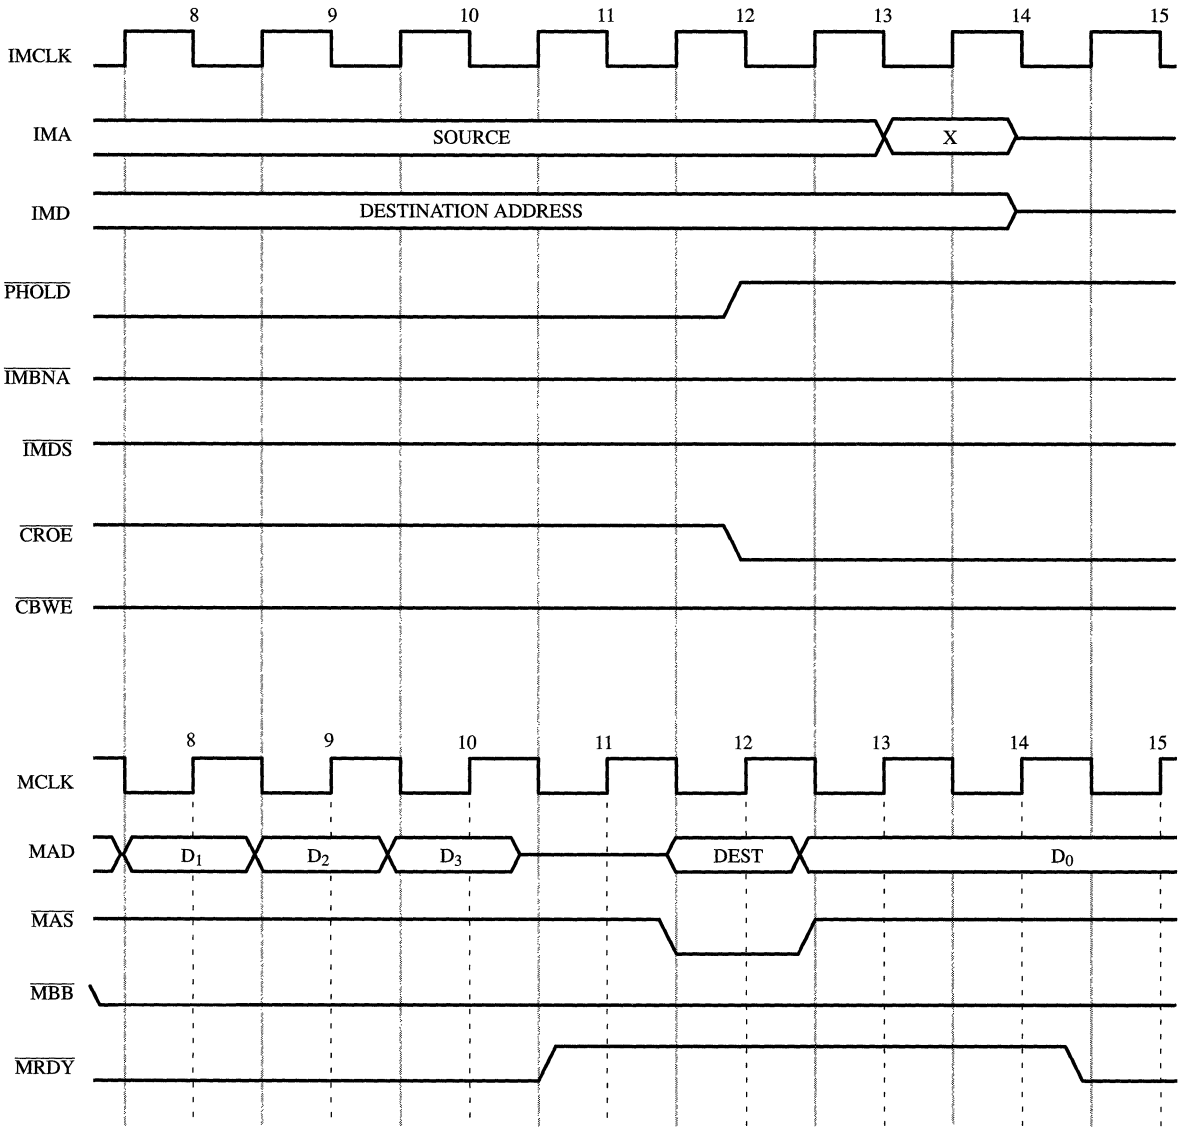 8 9 10 11 12 13 14 15
IMCLK
IMA SOURCE X
IMD DESTINATION ADDRESS
PHOLD
IMBNA
IMDS
CROE
CBWE
8 9 10 11 12 13 14 15
MCLK
MAD D1 D2 D3 DEST D0
MAS
MBB
MRDY